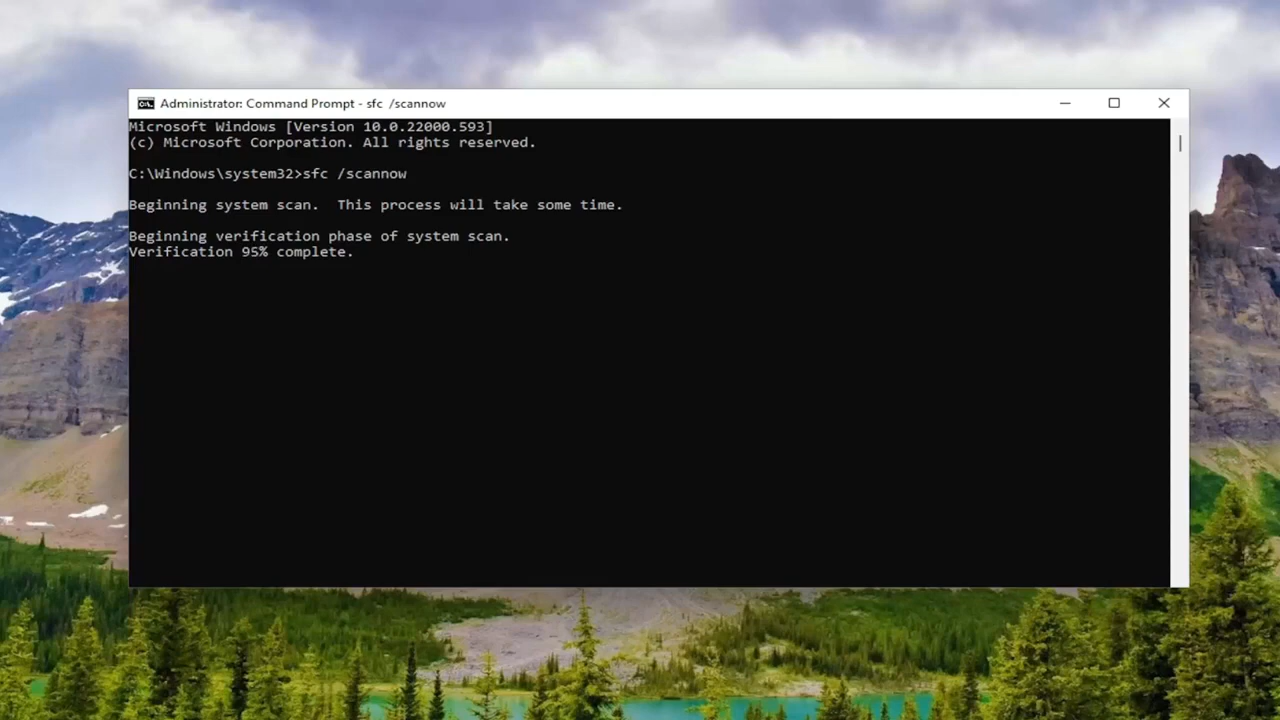 Administrator: Command Prompt - sfc  /scannow
Microsoft Windows [Version 10.0.22000.593]
(c) Microsoft Corporation. All rights reserved.
C:\Windows\system32>sfc /scannow
Beginning system scan.  This process will take some time.
Beginning verification phase of system scan.
Verification 95% complete.